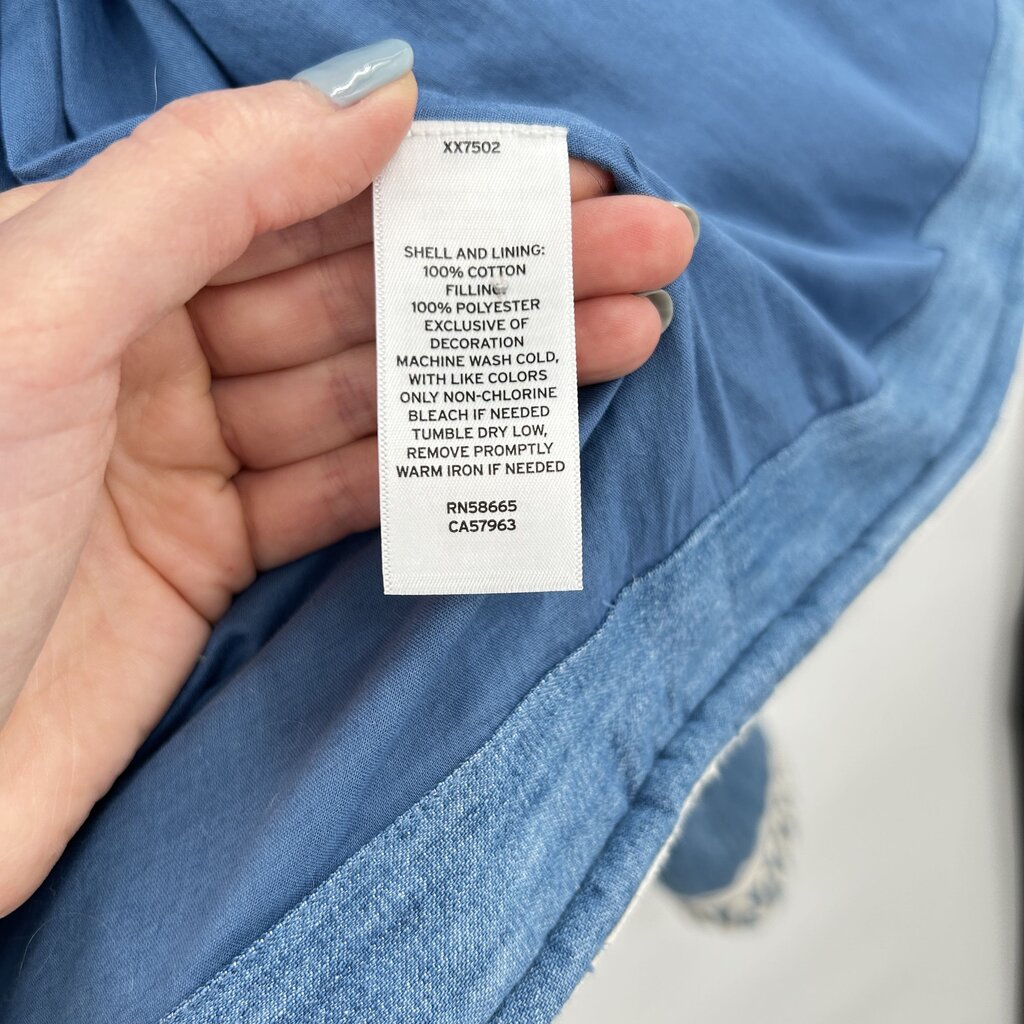 XX7502
SHELL AND LINING:
100% COTTON
FILLING
100% POLYESTER
EXCLUSIVE OF
DECORATION
MACHINE WASH COLD,
WITH LIKE COLORS
ONLY NON-CHLORINE
BLEACH IF NEEDED
TUMBLE DRY LOW,
REMOVE PROMPTLY
WARM IRON IF NEEDED
RN58665
CA57963